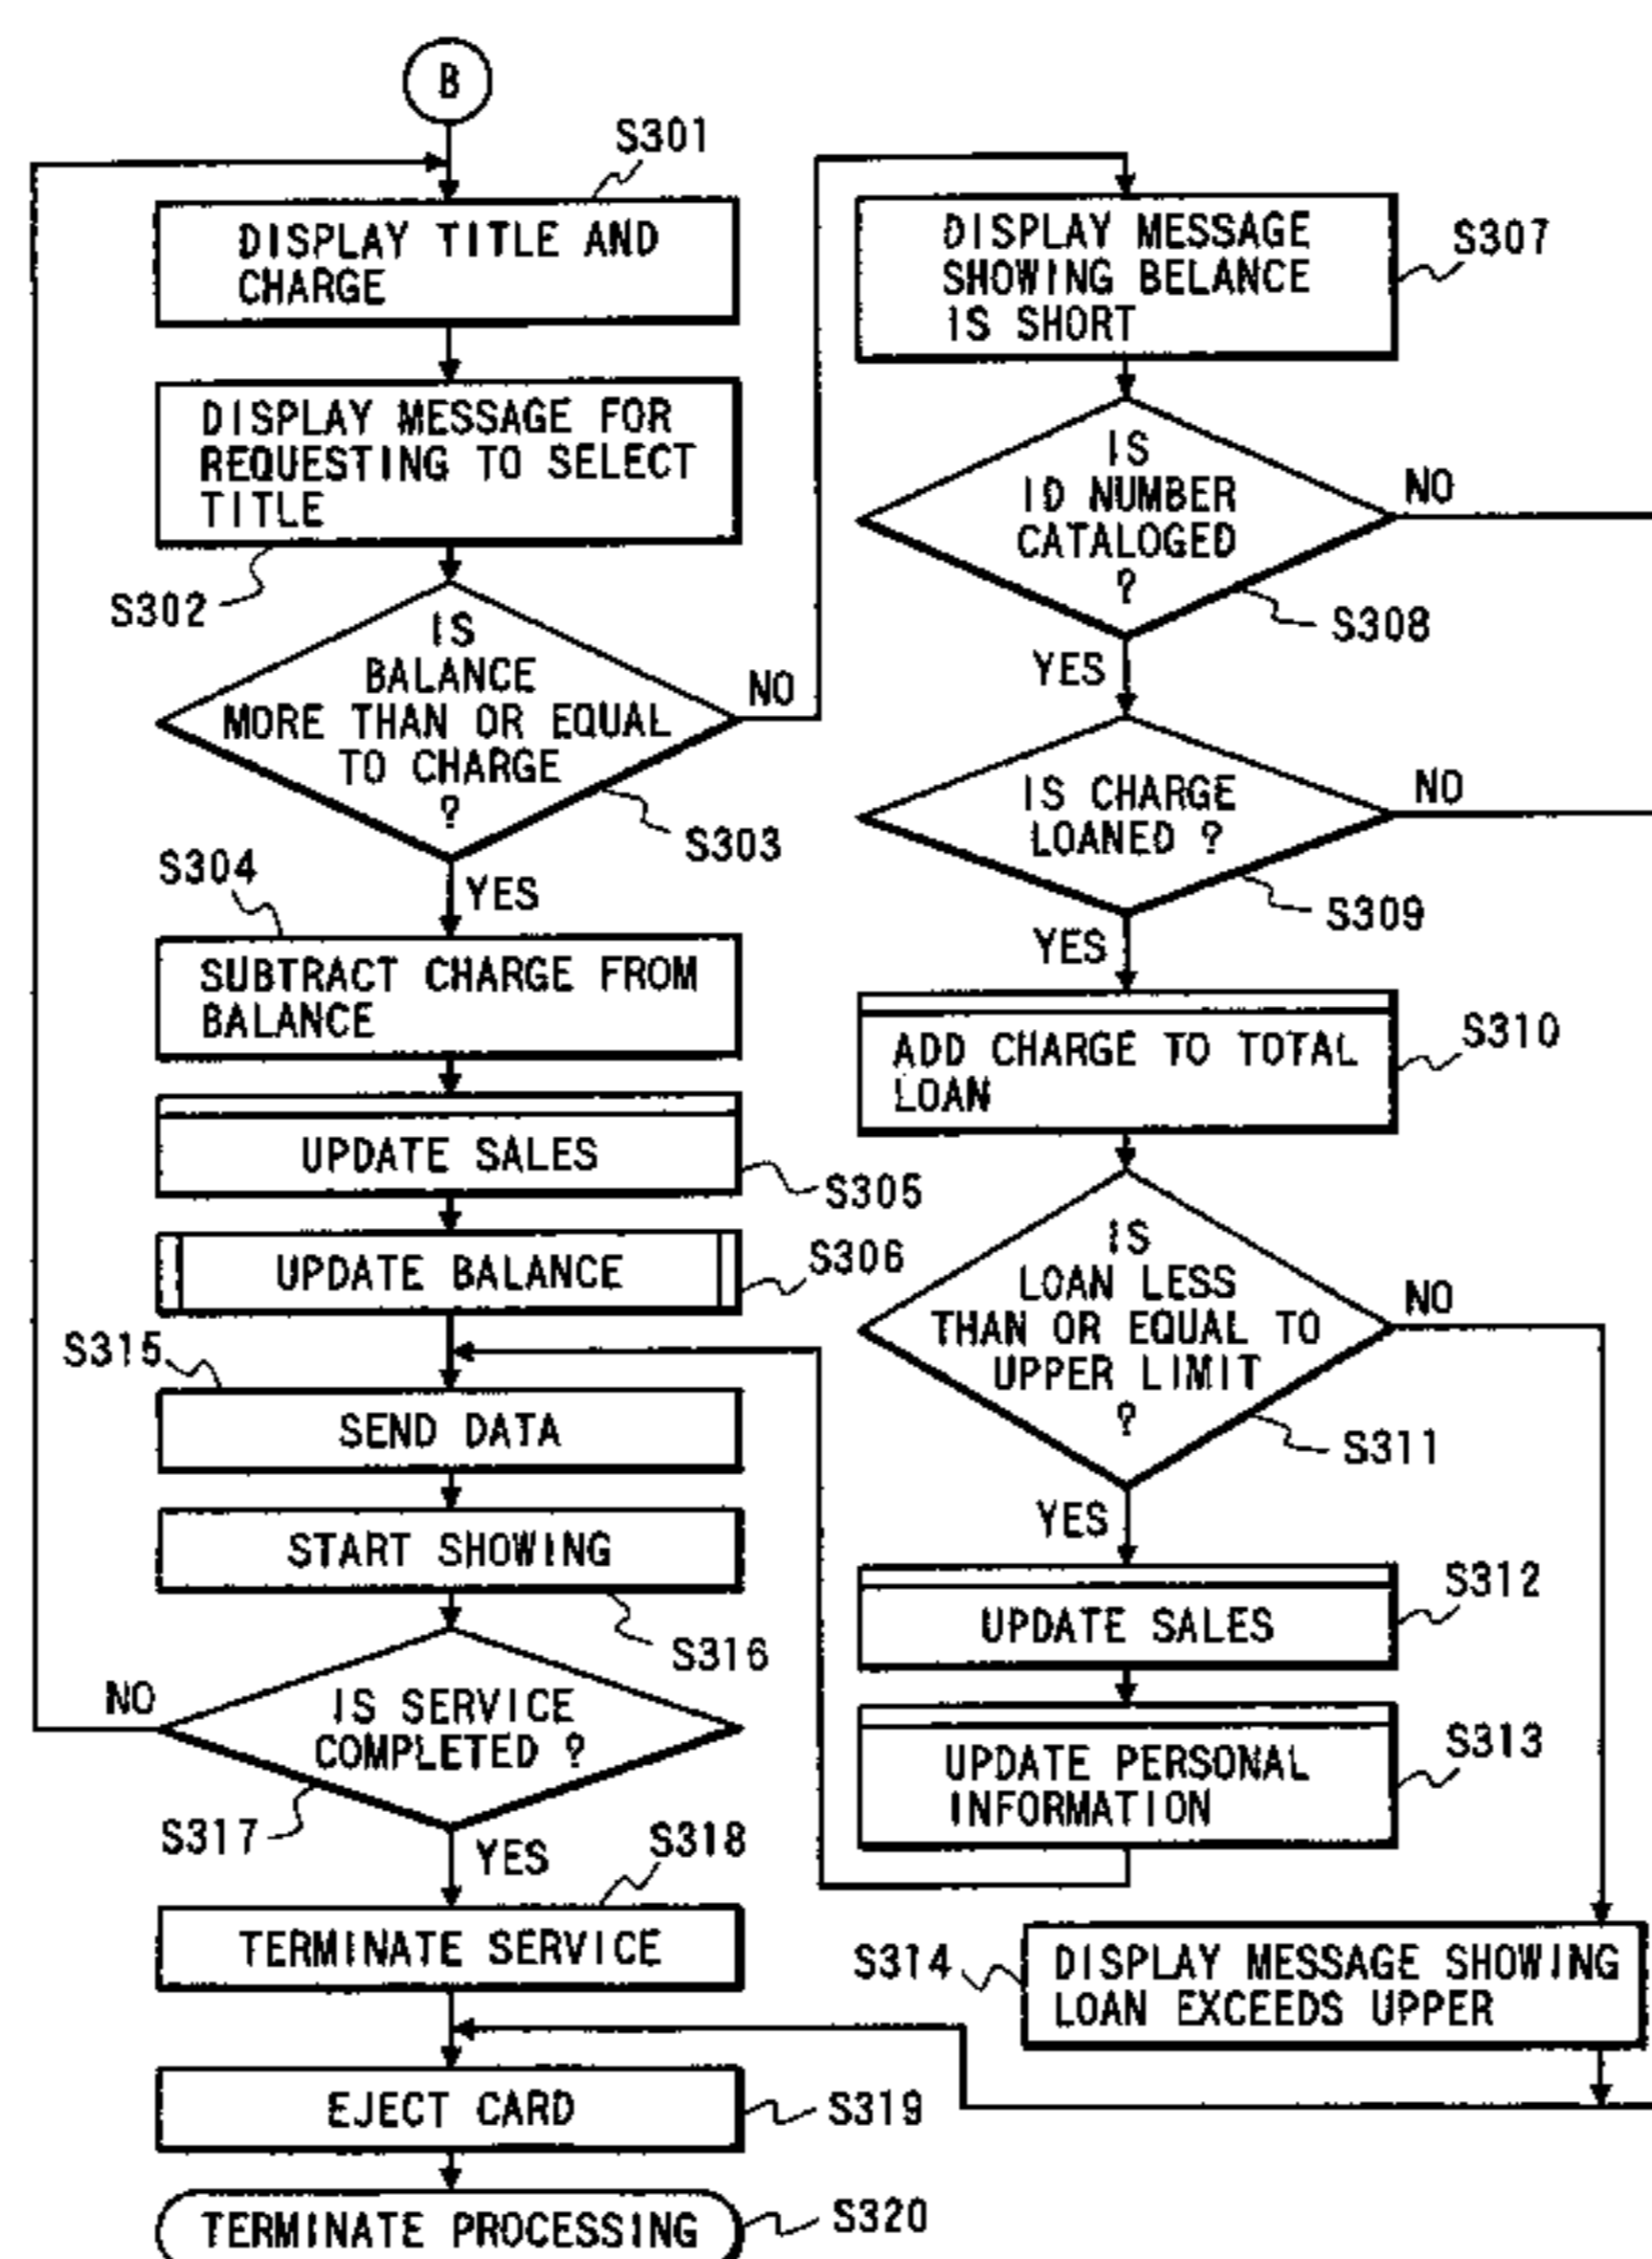 B
S301
DISPLAY TITLE AND
CHARGE
DISPLAY MESSAGE FOR
REQUESTING TO SELECT
TITLE
S302
IS
BALANCE
MORE THAN OR EQUAL
TO CHARGE
?
NO
S303
YES
S304
SUBTRACT CHARGE FROM
BALANCE
UPDATE SALES
S305
UPDATE BALANCE
S306
S315
SEND DATA
START SHOWING
S316
NO
IS SERVICE
COMPLETED ?
S317
YES
S318
TERMINATE SERVICE
EJECT CARD
S319
TERMINATE PROCESSING
S320
DISPLAY MESSAGE
SHOWING BELANCE
IS SHORT
S307
IS
ID NUMBER
CATALOGED
?
NO
S308
YES
IS CHARGE
LOANED ?
NO
S309
YES
ADD CHARGE TO TOTAL
LOAN
S310
IS
LOAN LESS
THAN OR EQUAL TO
UPPER LIMIT
?
NO
S311
YES
UPDATE SALES
S312
UPDATE PERSONAL
INFORMATION
S313
S314
DISPLAY MESSAGE SHOWING
LOAN EXCEEDS UPPER